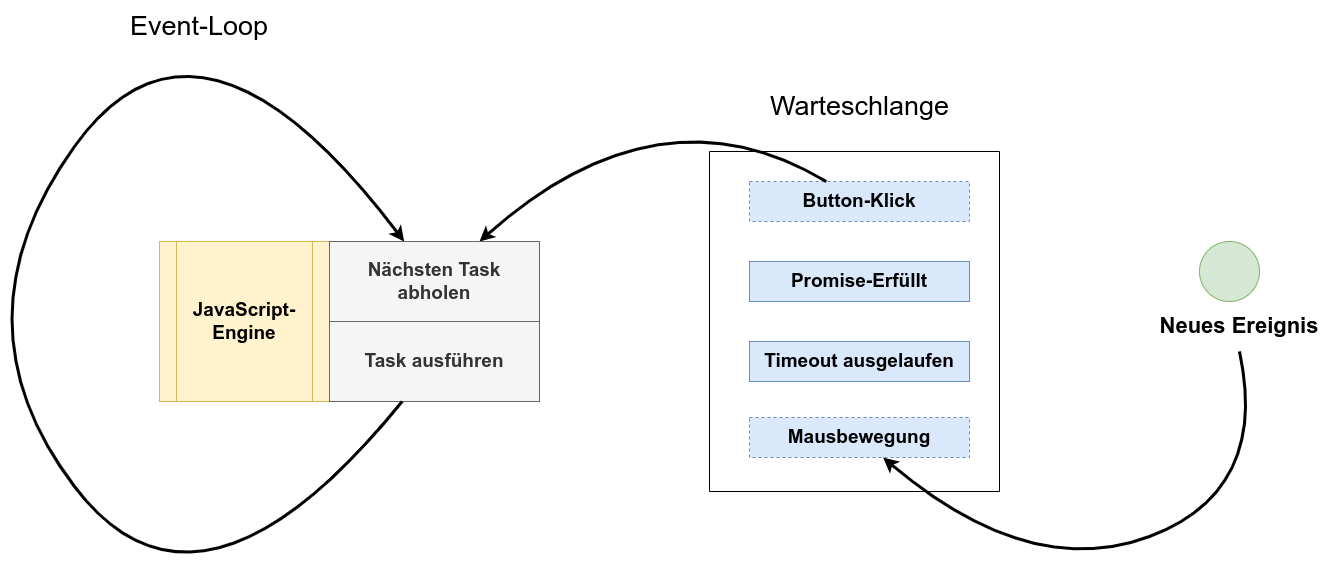 Event-Loop
Warteschlange
JavaScript-
Engine
Nächsten Task
abholen
Task ausführen
Button-Klick
Promise-Erfüllt
Timeout ausgelaufen
Mausbewegung
Neues Ereignis